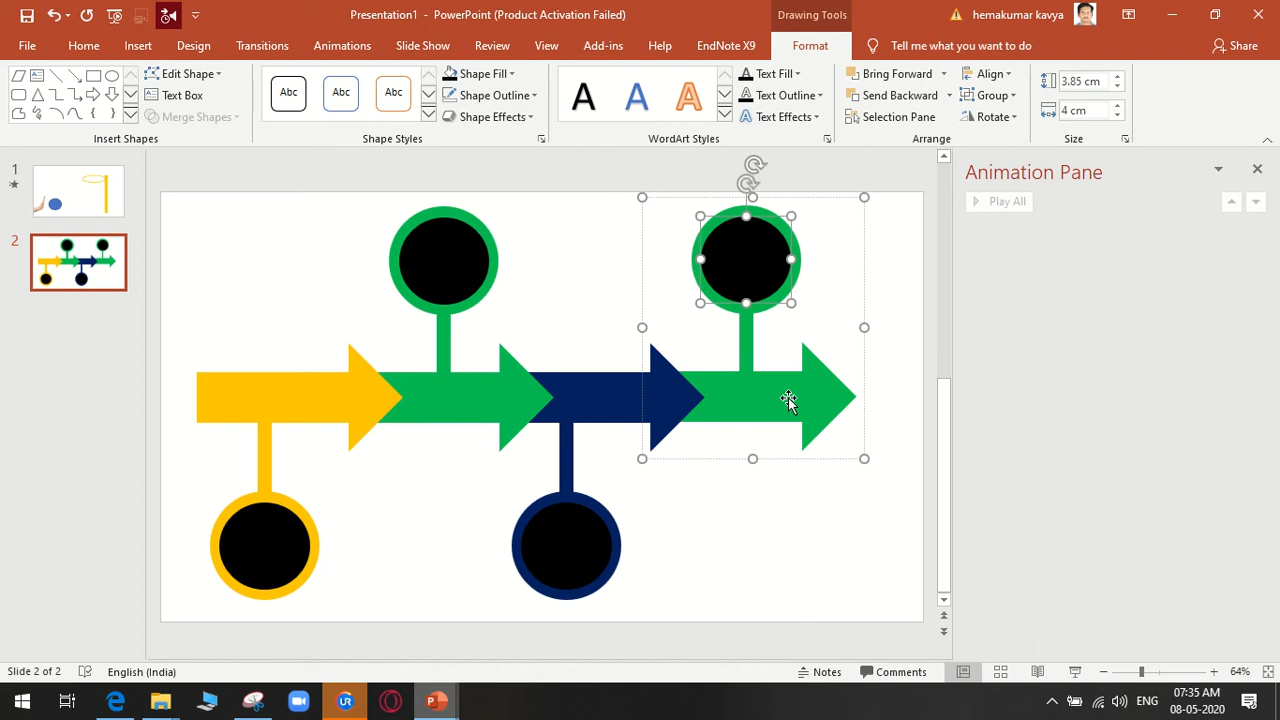 Presentation1 - PowerPoint (Product Activation Failed)
Drawing Tools
hemakumar kavya
File
Home
Insert
Design
Transitions
Animations
Slide Show
Review
View
Add-ins
Help
EndNote X9
Format
Tell me what you want to do
Share
Edit Shape
Text Box
Merge Shapes
Insert Shapes
Abc
Abc
Abc
Shape Fill
Shape Outline
Shape Effects
Shape Styles
A
A
A
Text Fill
Text Outline
Text Effects
WordArt Styles
Bring Forward
Send Backward
Selection Pane
Align
Group
Rotate
Arrange
3.85 cm
4 cm
Size
1
2
Animation Pane
Play All
Slide 2 of 2
English (India)
Notes
Comments
64%
UR
ENG
07:35 AM
08-05-2020